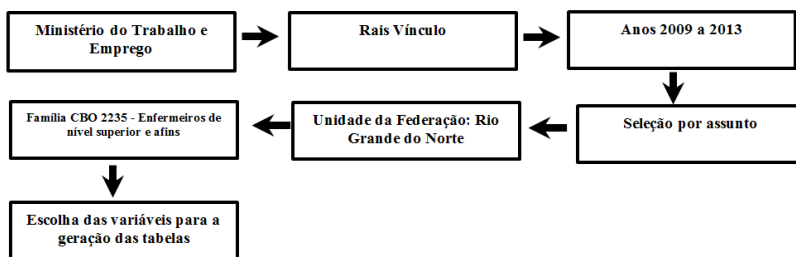 Ministério do Trabalho e
Emprego
Rais Vínculo
Anos 2009 a 2013
Seleção por assunto
Unidade da Federação: Rio
Grande do Norte
Família CBO 2235 - Enfermeiros de
nível superior e afins
Escolha das variáveis para a
geração das tabelas